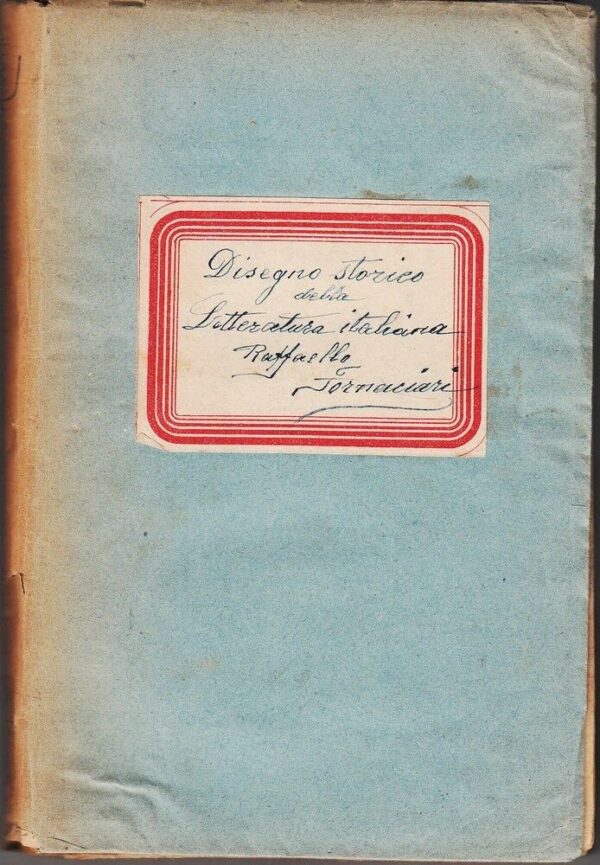 Disegno storico
della
Letteratura italiana
Raffaello
Fornaciari